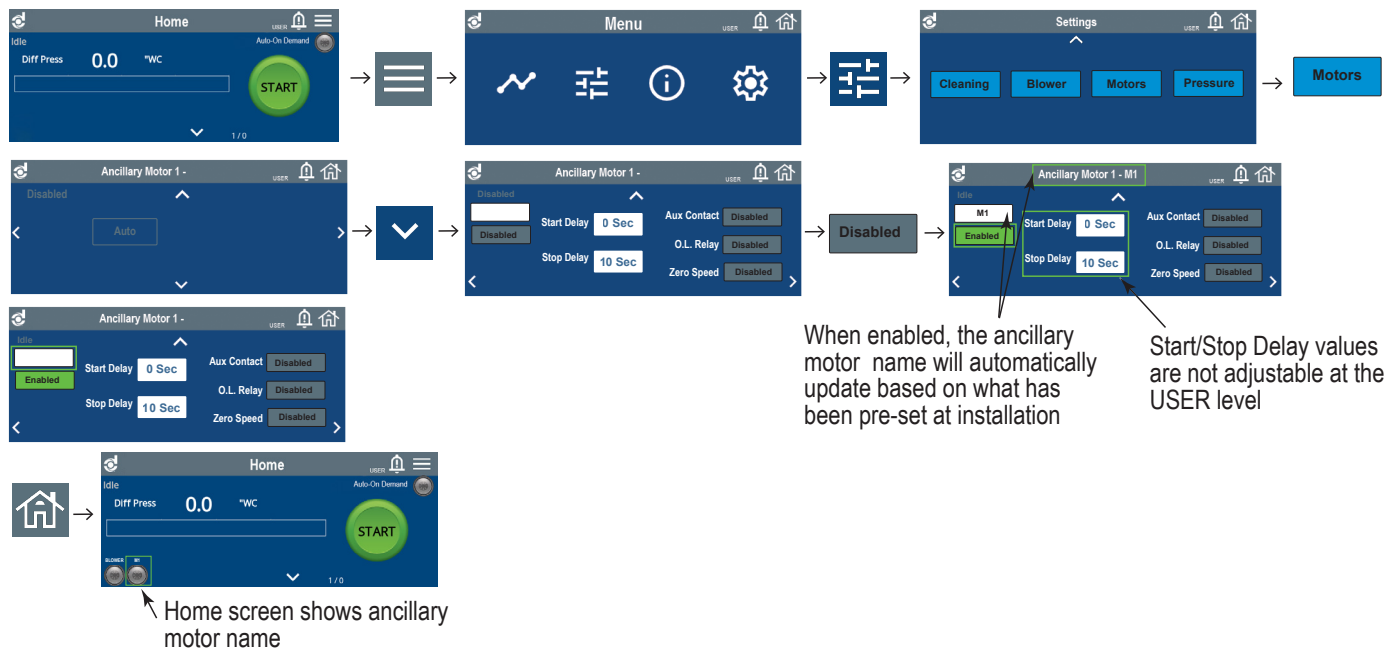 Home
USER
Idle
Auto-On Demand
Diff Press 0.0 "WC
START
1 / 0
Menu
USER
Settings
USER
Cleaning Blower Motors Pressure
Motors
Ancillary Motor 1 -
USER
Disabled
Auto
Ancillary Motor 1 -
USER
Disabled
Disabled
Start Delay 0 Sec
Stop Delay 10 Sec
Aux Contact Disabled
O.L. Relay Disabled
Zero Speed Disabled
Disabled
Ancillary Motor 1 - M1
USER
Idle
M1
Enabled
Start Delay 0 Sec
Stop Delay 10 Sec
Aux Contact Disabled
O.L. Relay Disabled
Zero Speed Disabled
When enabled, the ancillary
motor name will automatically
update based on what has
been pre-set at installation
Start/Stop Delay values
are not adjustable at the
USER level
Ancillary Motor 1 -
USER
Idle
Enabled
Start Delay 0 Sec
Stop Delay 10 Sec
Aux Contact Disabled
O.L. Relay Disabled
Zero Speed Disabled
Home
USER
Idle
Auto-On Demand
Diff Press 0.0 "WC
START
BLOWER M1
1 / 0
Home screen shows ancillary
motor name